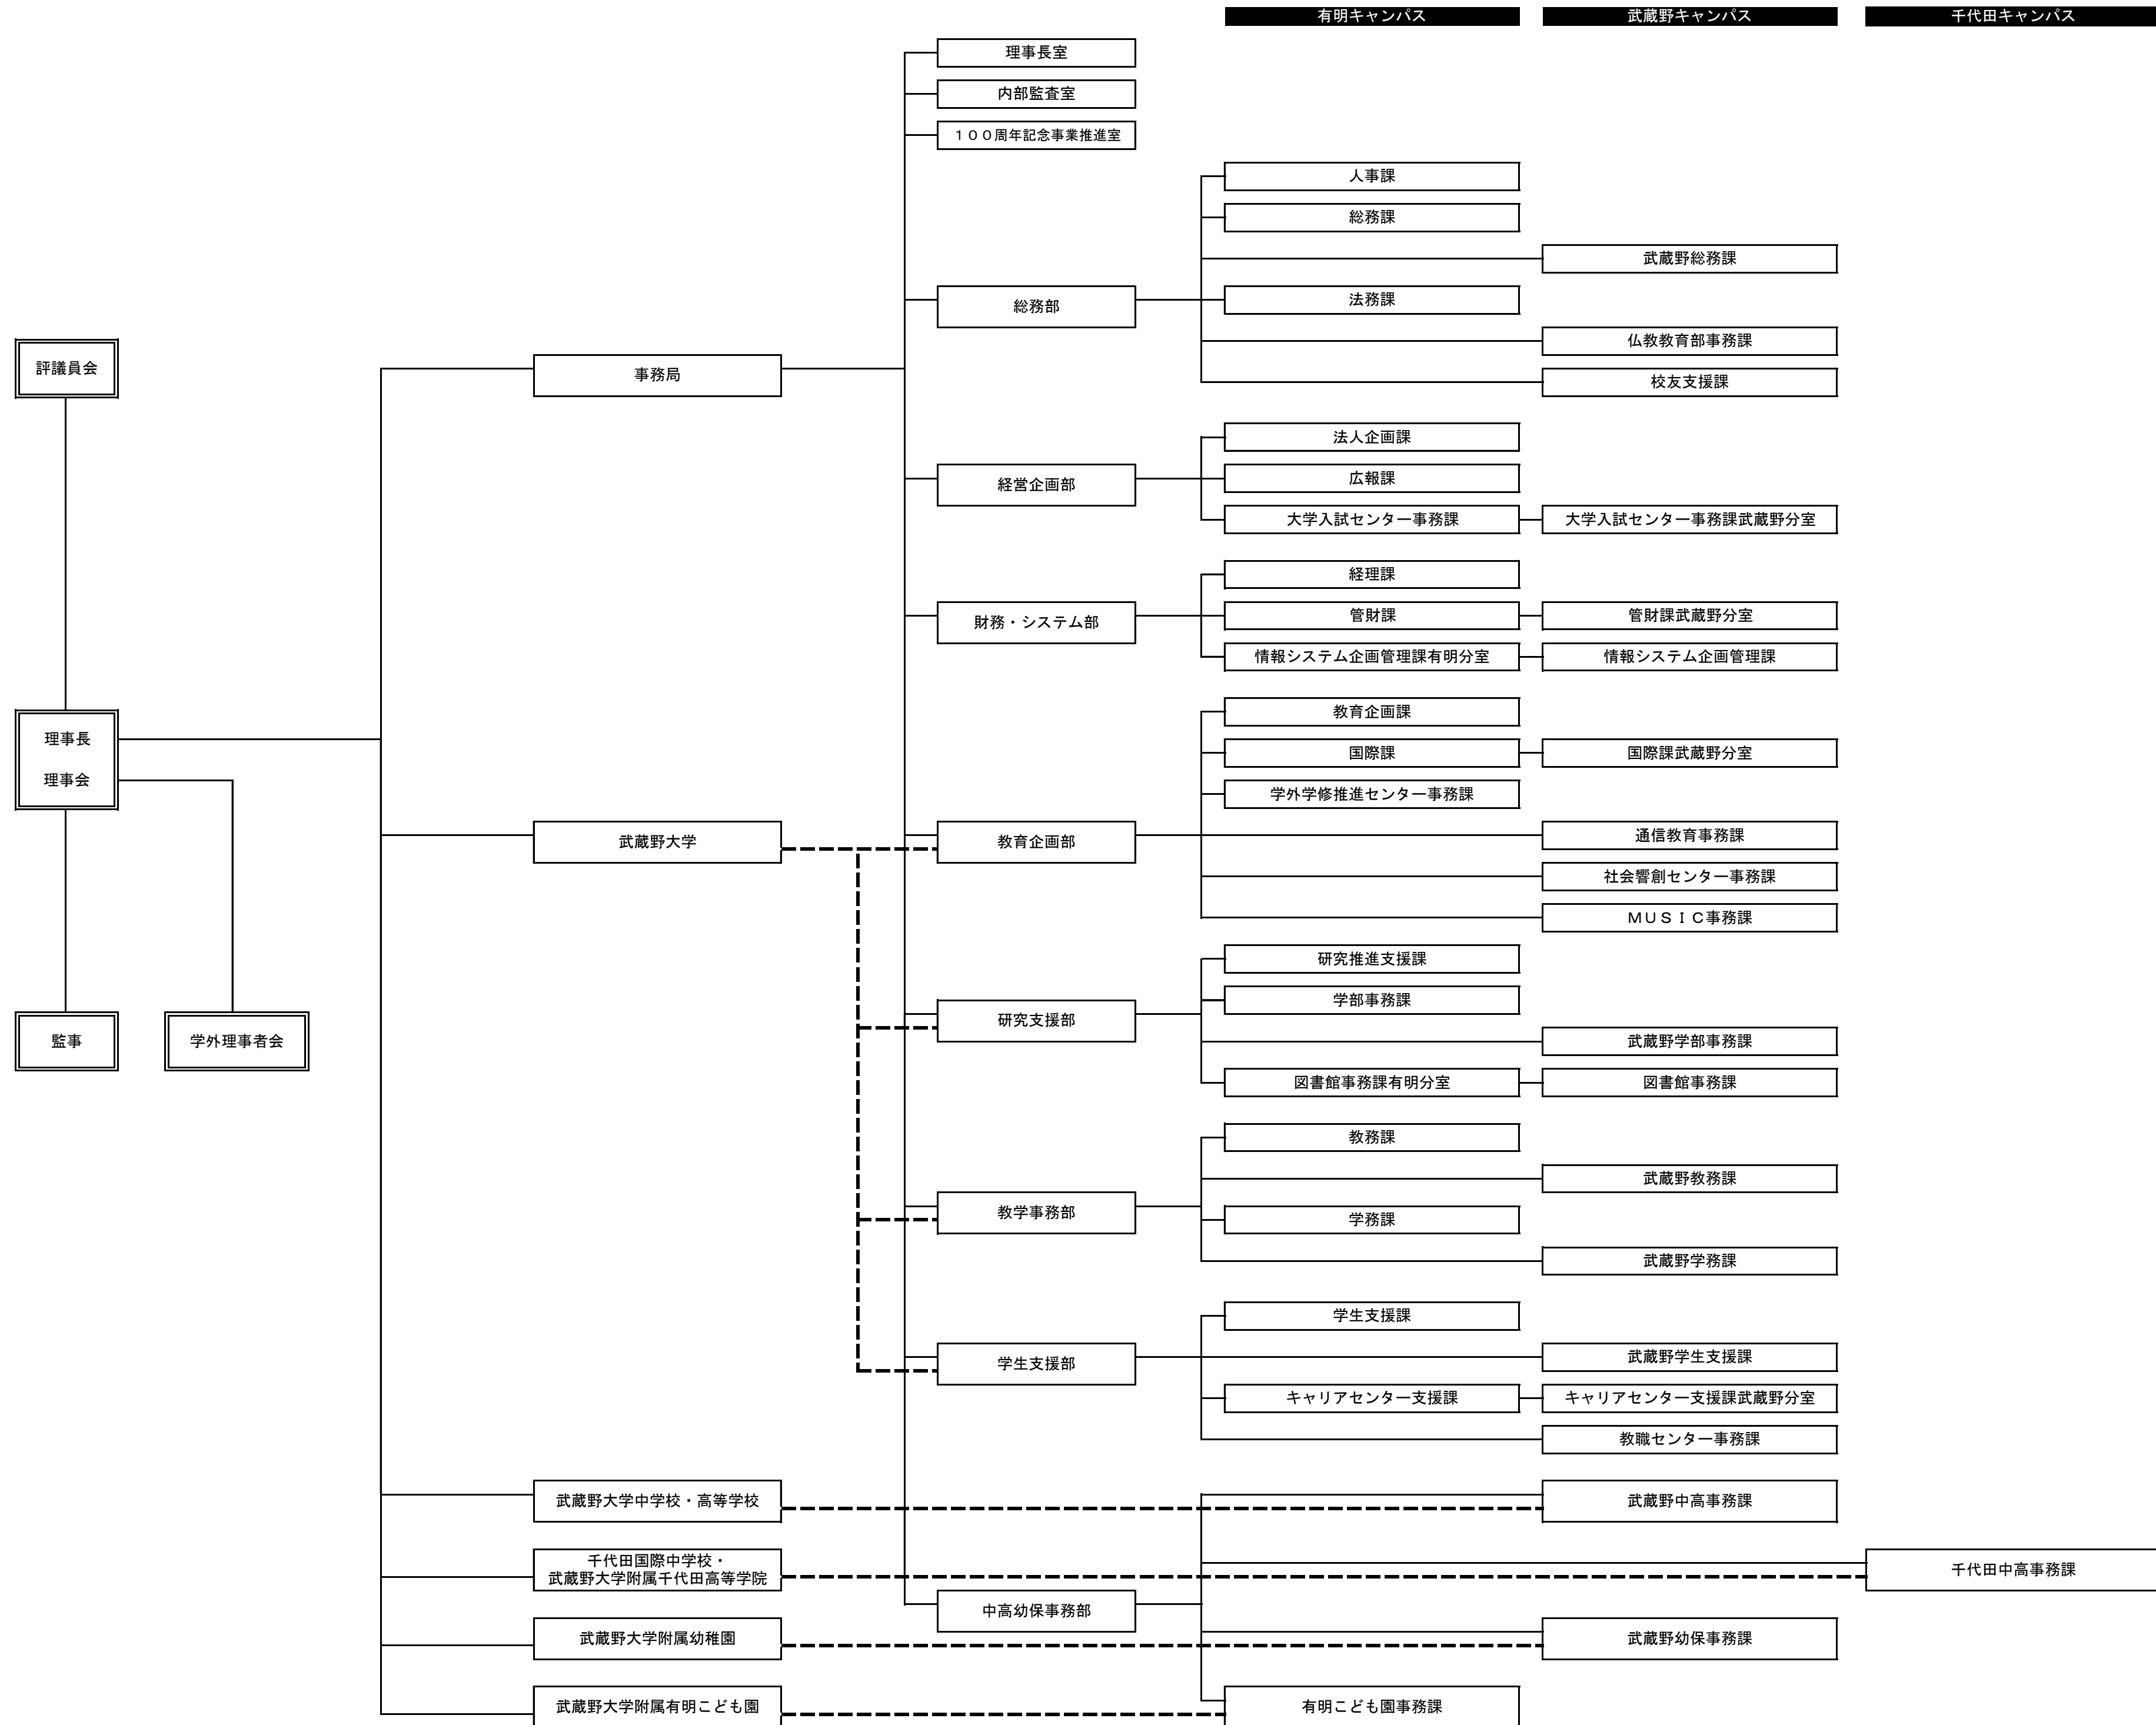 有明キャンパス
武蔵野キャンパス
千代田キャンパス
理事長室
内部監査室
１００周年記念事業推進室
人事課
総務課
武蔵野総務課
総務部
法務課
仏教教育部事務課
校友支援課
評議員会
事務局
法人企画課
経営企画部
広報課
大学入試センター事務課
大学入試センター事務課武蔵野分室
経理課
財務・システム部
管財課
管財課武蔵野分室
情報システム企画管理課有明分室
情報システム企画管理課
教育企画課
理事長
理事会
国際課
国際課武蔵野分室
学外学修推進センター事務課
武蔵野大学
教育企画部
通信教育事務課
社会響創センター事務課
ＭＵＳＩＣ事務課
研究推進支援課
研究支援部
学部事務課
監事
学外理事者会
武蔵野学部事務課
図書館事務課有明分室
図書館事務課
教務課
武蔵野教務課
教学事務部
学務課
武蔵野学務課
学生支援課
学生支援部
武蔵野学生支援課
キャリアセンター支援課
キャリアセンター支援課武蔵野分室
教職センター事務課
武蔵野大学中学校・高等学校
武蔵野中高事務課
千代田国際中学校・
武蔵野大学附属千代田高等学院
千代田中高事務課
中高幼保事務部
武蔵野大学附属幼稚園
武蔵野幼保事務課
武蔵野大学附属有明こども園
有明こども園事務課